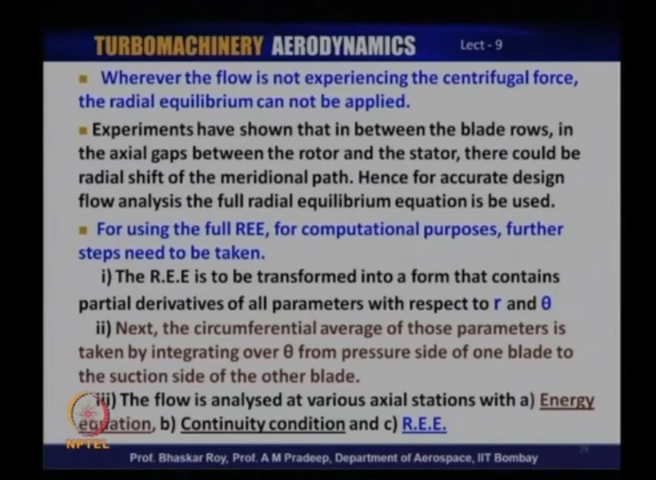 TURBOMACHINERY AERODYNAMICS Lect - 9
Wherever the flow is not experiencing the centrifugal force,
the radial equilibrium can not be applied.
Experiments have shown that in between the blade rows, in
the axial gaps between the rotor and the stator, there could be
radial shift of the meridional path. Hence for accurate design
flow analysis the full radial equilibrium equation is be used.
For using the full REE, for computational purposes, further
steps need to be taken.
i) The R.E.E is to be transformed into a form that contains
partial derivatives of all parameters with respect to r and θ
ii) Next, the circumferential average of those parameters is
taken by integrating over θ from pressure side of one blade to
the suction side of the other blade.
iii) The flow is analysed at various axial stations with a) Energy
equation, b) Continuity condition and c) R.E.E.
NPTEL
Prof. Bhaskar Roy, Prof. A M Pradeep, Department of Aerospace, IIT Bombay